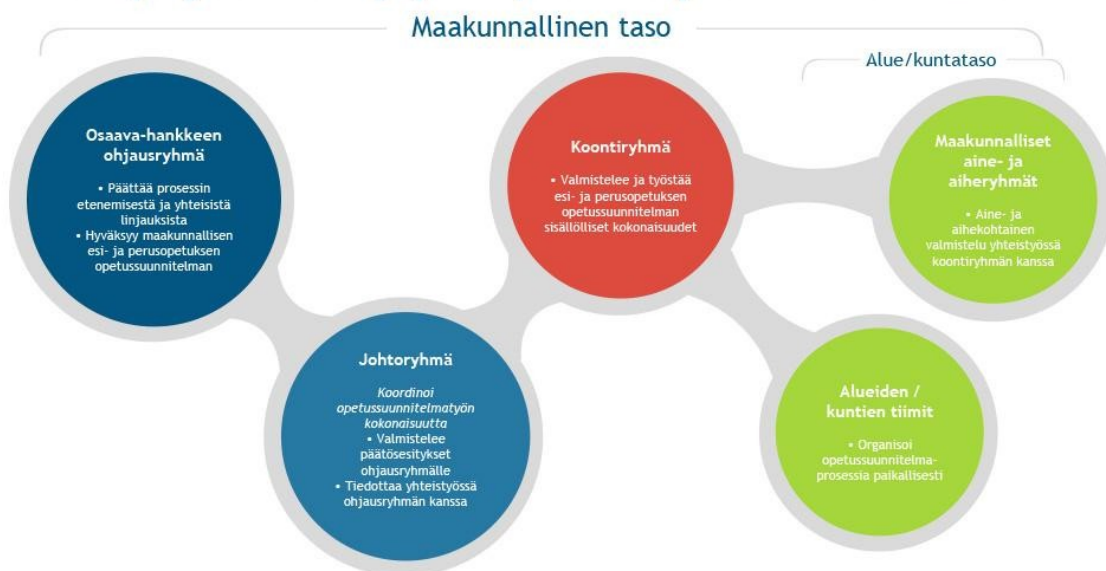 Maakunnallinen taso
Alue/kuntataso
Osaava-hankkeen
ohjausryhmä
• Päättää prosessin
etenemisestä ja yhteisistä
linjauksista
• Hyväksyy maakunnallisen
esi- ja perusopetuksen
opetussuunnitelman
Johtoryhmä
Koordinoi
opetussuunnitelmatyön
kokonaisuutta
• Valmistelee
päätösesitykset
ohjausryhmälle
• Tiedottaa yhteistyössä
ohjausryhmän kanssa
Koontiryhmä
• Valmistelee ja työstää
esi- ja perusopetuksen
opetussuunnitelman
sisällölliset kokonaisuudet
Maakunnalliset
aine- ja
aiheryhmät
• Aine- ja
aihekohtainen
valmistelu yhteistyössä
koontiryhmän kanssa
Alueiden /
kuntien tiimit
• Organisoi
opetussuunnitelma-
prosessia paikallisesti